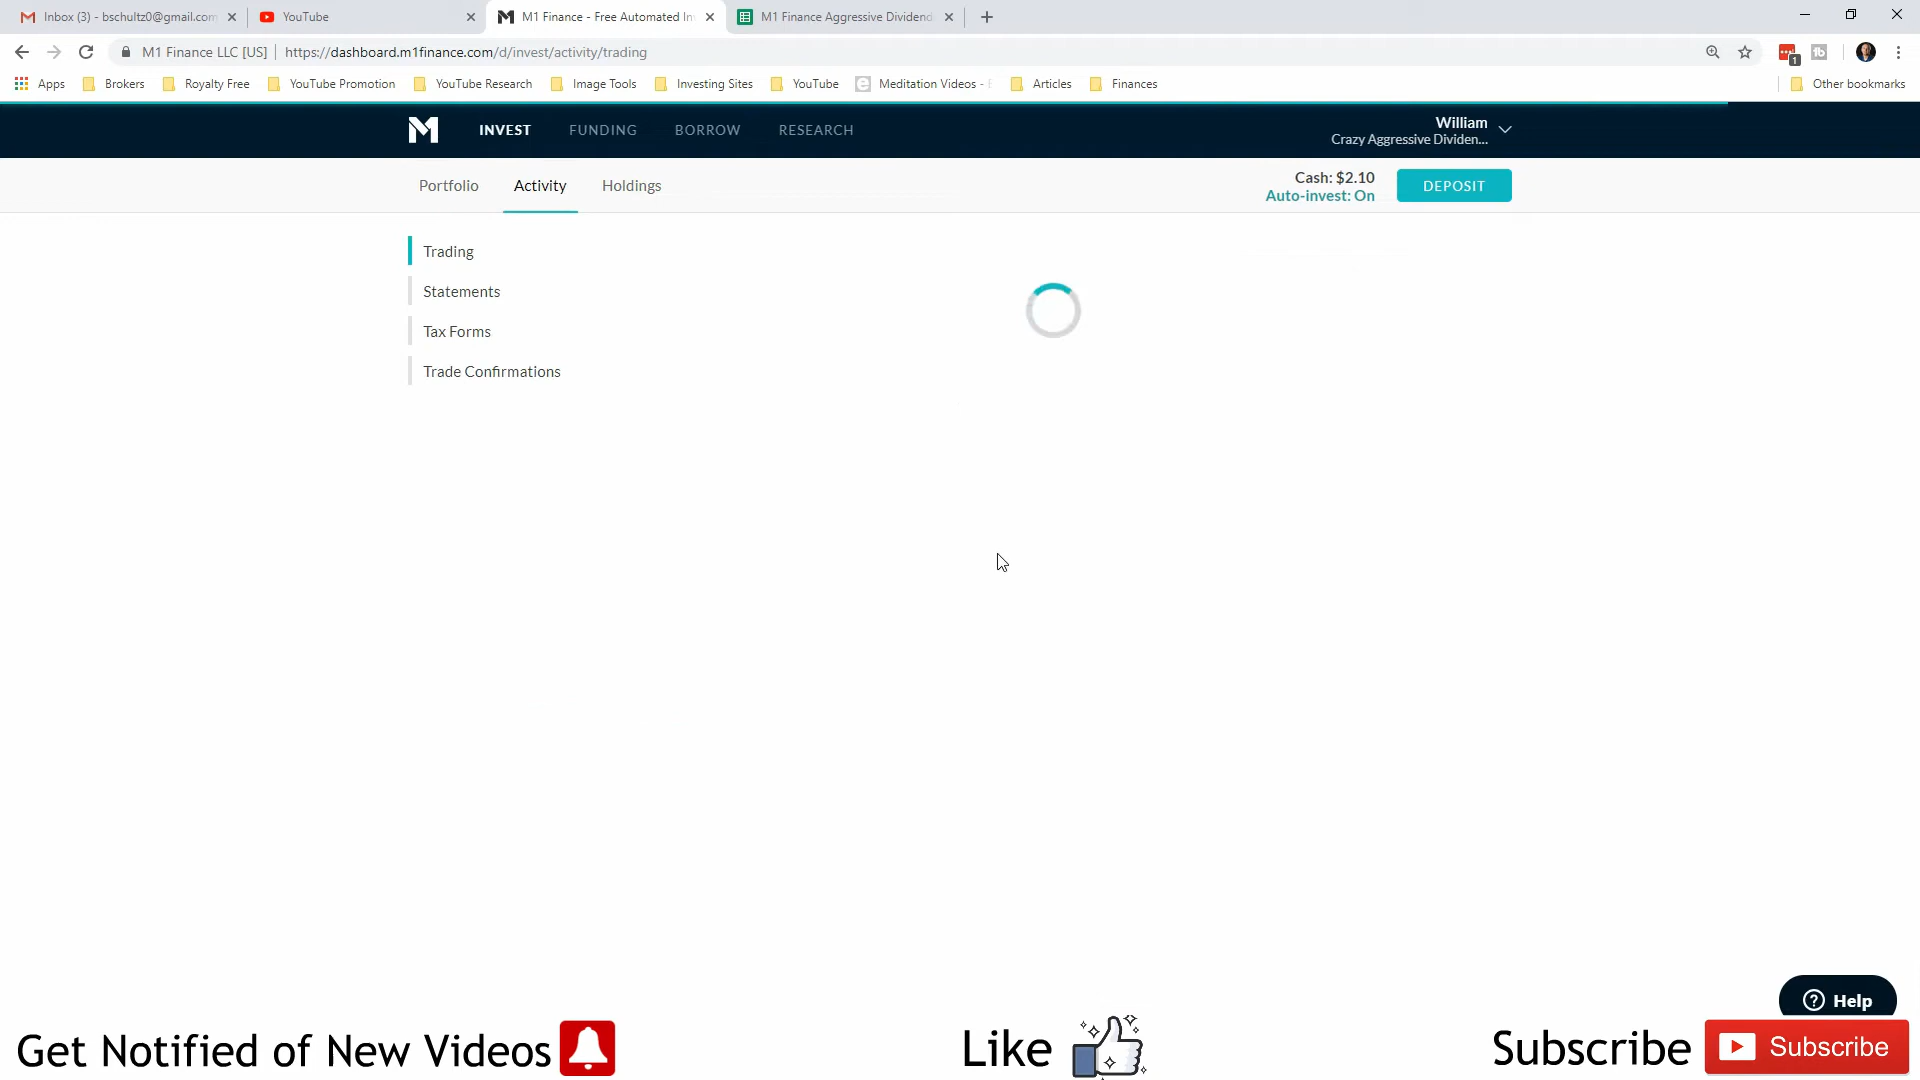 Inbox (3) - bschultz0@gmail.com
YouTube
M1 Finance - Free Automated In
M1 Finance Aggressive Dividend
M1 Finance LLC [US]
https://dashboard.m1finance.com/d/invest/activity/trading
1
Apps
Brokers
Royalty Free
YouTube Promotion
YouTube Research
Image Tools
Investing Sites
YouTube
Meditation Videos -
Articles
Finances
Other bookmarks
INVEST
FUNDING
BORROW
RESEARCH
William
Crazy Aggressive Dividen...
Portfolio
Activity
Holdings
Cash: $2.10
Auto-invest: On
DEPOSIT
Trading
Statements
Tax Forms
Trade Confirmations
? Help
Get Notified of New Videos
Like
Subscribe
Subscribe